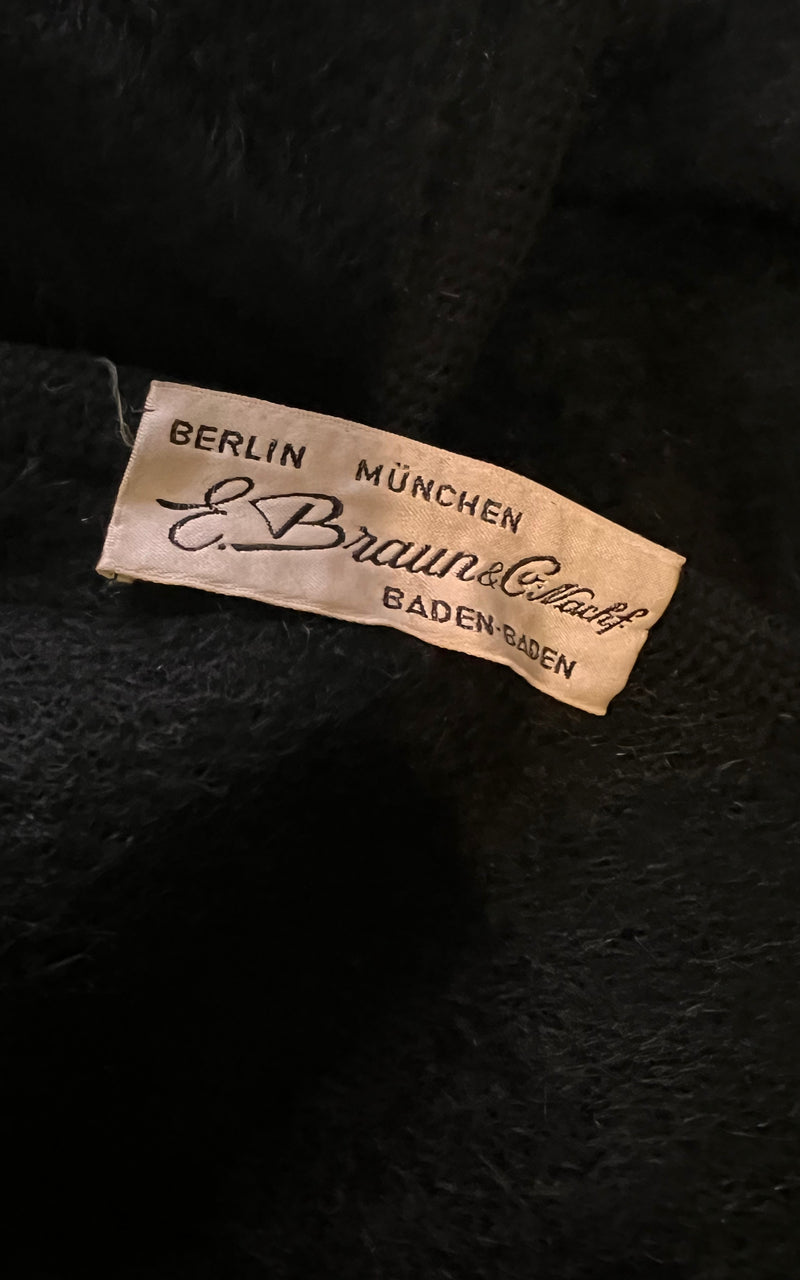 BERLIN MÜNCHEN
E. Braun & Co. Nachf.
BADEN-BADEN